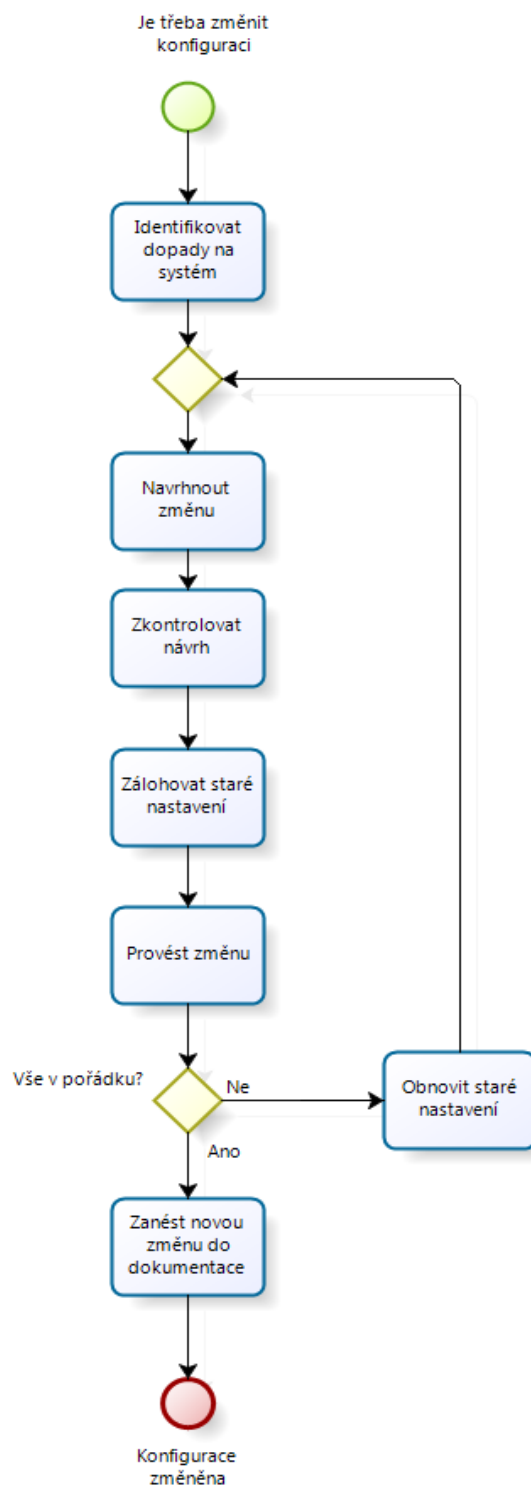 Je třeba změnit
konfiguraci
Identifikovat
dopady na
systém
Navrhnout
změnu
Zkontrolovat
návrh
Zálohovat staré
nastavení
Provést změnu
Vše v pořádku?
Ne
Obnovit staré
nastavení
Ano
Zanést novou
změnu do
dokumentace
Konfigurace
změněna